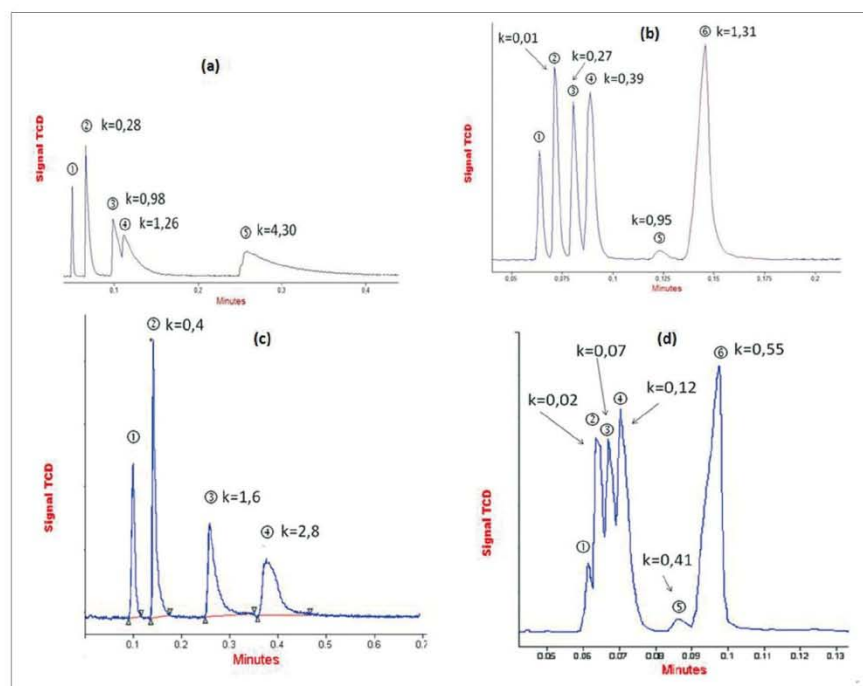 (a)
Signal TCD
①
② k=0,28
③ k=0,98
④ k=1,26
⑤ k=4,30
0.1 0.2 0.3 0.4
Minutes
(b)
Signal TCD
k=0,01
①
②
③ k=0,27
④ k=0,39
k=0,95
⑤
⑥ k=1,31
0.05 0.075 0.1 0.125 0.15 0.175 0.2
Minutes
(c)
Signal TCD
①
② k=0,4
③ k=1,6
④ k=2,8
0.1 0.2 0.3 0.4 0.5 0.6 0.7
Minutes
(d)
Signal TCD
k=0,07
k=0,02
①
②
③
④
k=0,12
k=0,41
⑤
⑥
k=0,55
0.05 0.06 0.07 0.08 0.09 0.1 0.11 0.12 0.13
Minutes